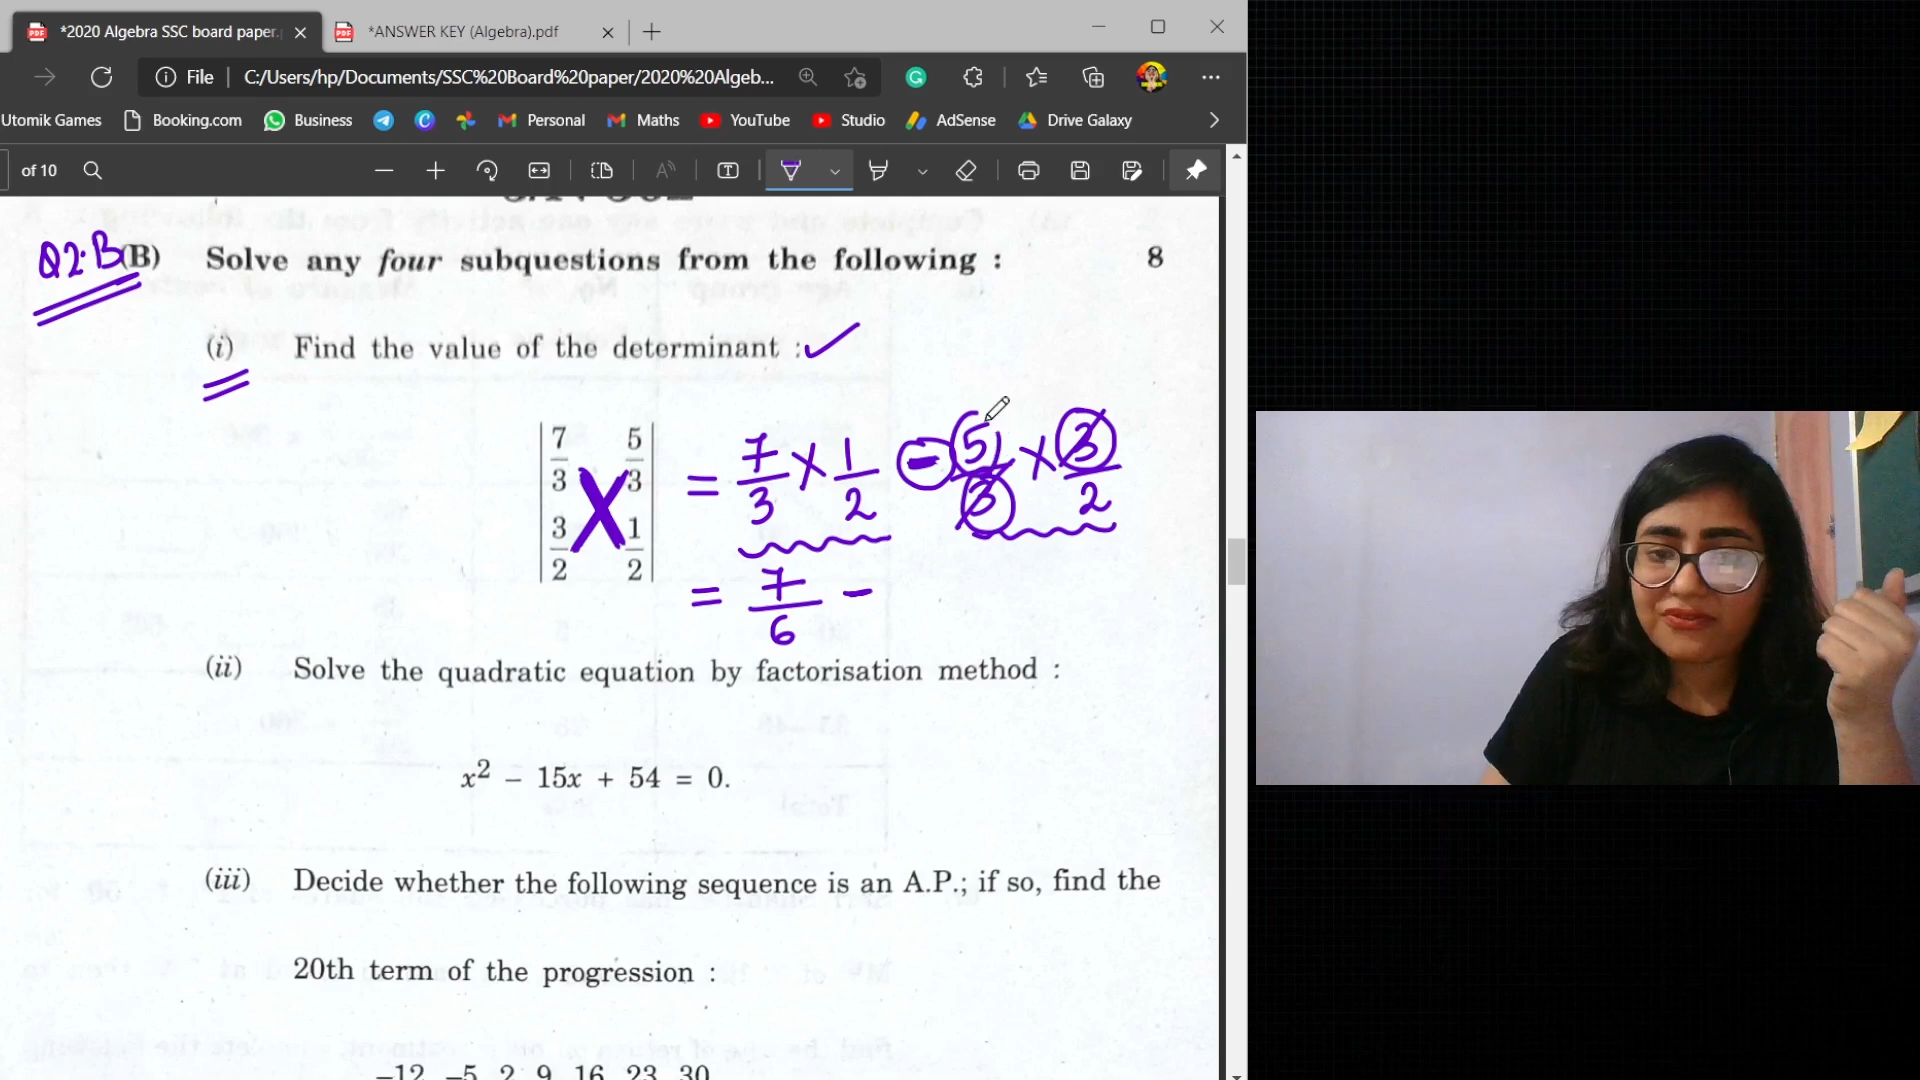 *2020 Algebra SSC board paper.
*ANSWER KEY (Algebra).pdf
File C:/Users/hp/Documents/SSC%20Board%20paper/2020%20Algeb...
Utomik Games Booking.com Business Personal Maths YouTube Studio AdSense Drive Galaxy
of 10
Q2.B (B) Solve any four subquestions from the following : 8
(i) Find the value of the determinant :
| 7/3 5/3 |
| 3/2 1/2 |
= 7/3 × 1/2 - 5/3 × 3/2
= 7/6 -
(ii) Solve the quadratic equation by factorisation method :
x² − 15x + 54 = 0.
(iii) Decide whether the following sequence is an A.P.; if so, find the
20th term of the progression :
−12, −5, 2, 9, 16, 23, 30